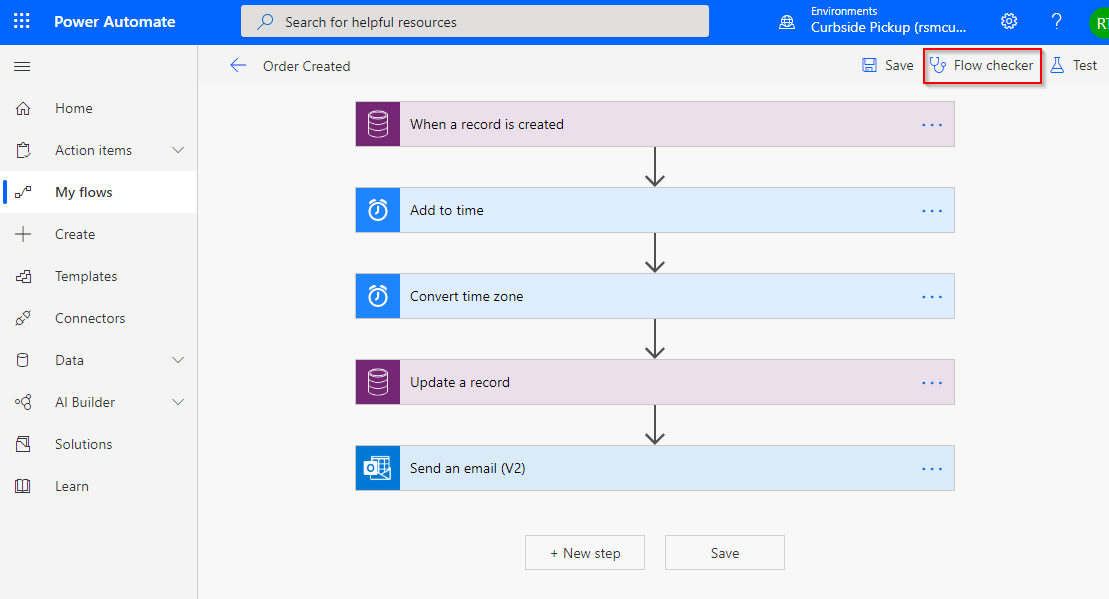 Power Automate
Search for helpful resources
Environments
Curbside Pickup (rsmcu...
?
RT
Order Created
Save
Flow checker
Test
Home
Action items
My flows
Create
Templates
Connectors
Data
AI Builder
Solutions
Learn
When a record is created
...
Add to time
...
Convert time zone
...
Update a record
...
Send an email (V2)
...
+ New step
Save